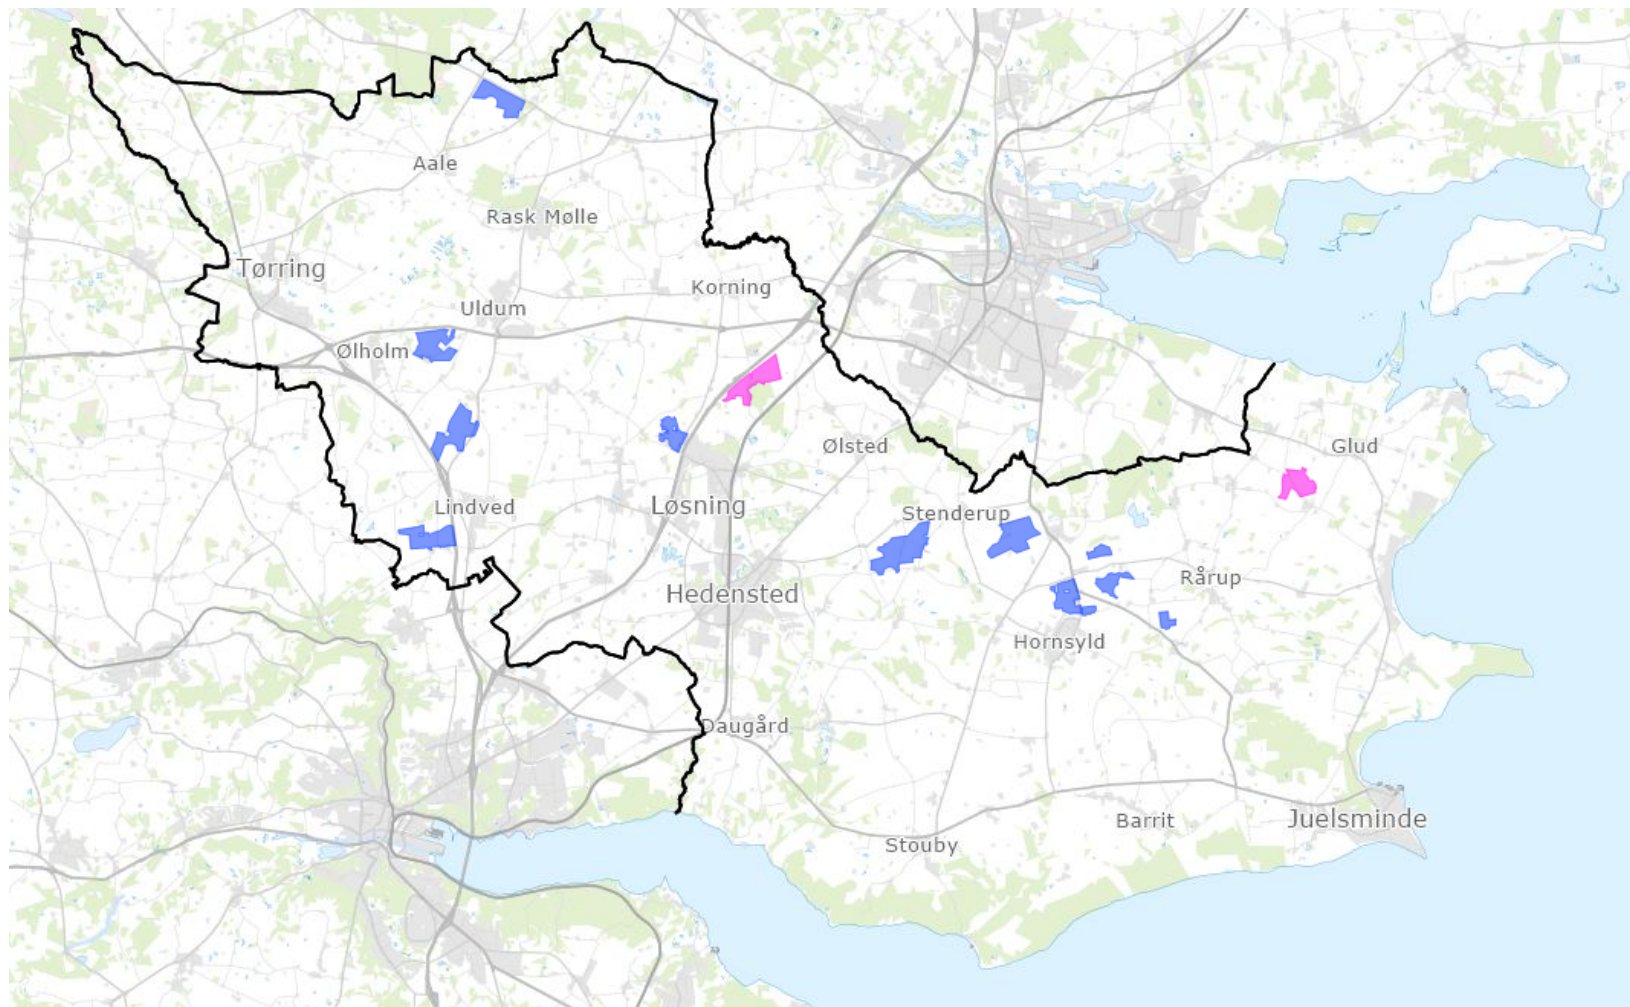 Aale
Rask Mølle
Tørring
Korning
Uldum
Ølholm
Ølsted
Glud
Lindved
Løsning
Stenderup
Rårup
Hedensted
Hornsyld
Daugård
Barrit
Juelsminde
Stouby